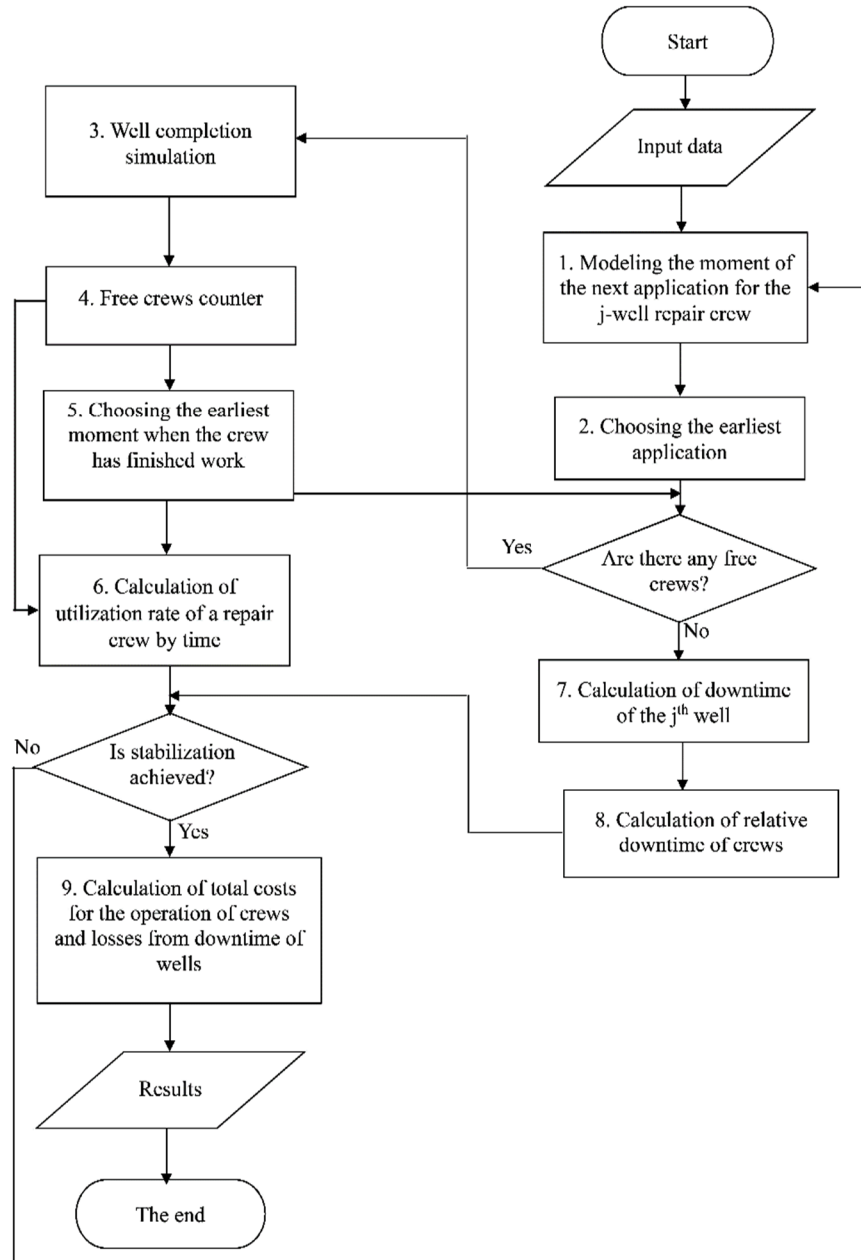 Start
Input data
1. Modeling the moment of
the next application for the
j-well repair crew
2. Choosing the earliest
application
Are there any free
crews?
Yes
No
3. Well completion
simulation
4. Free crews counter
5. Choosing the earliest
moment when the crew
has finished work
6. Calculation of
utilization rate of a repair
crew by time
7. Calculation of downtime
of the jth well
8. Calculation of relative
downtime of crews
No
Is stabilization
achieved?
Yes
9. Calculation of total costs
for the operation of crews
and losses from downtime of
wells
Results
The end